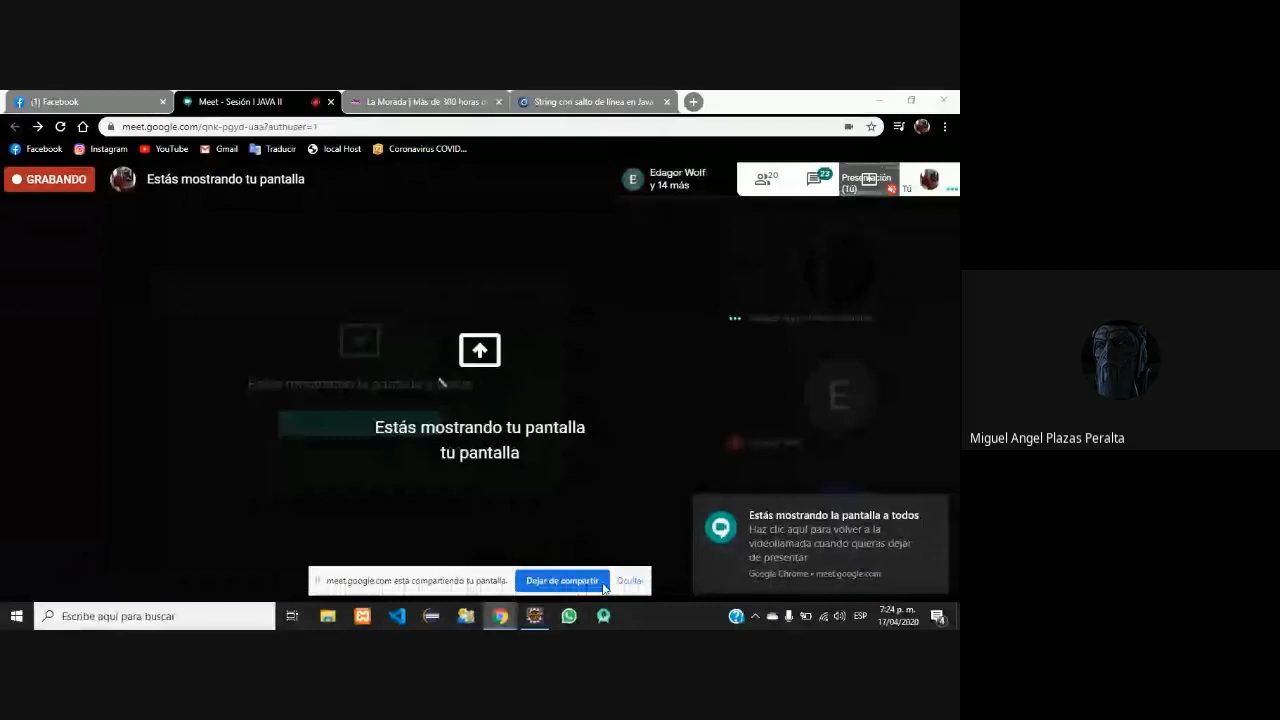 (1) Facebook
Meet - Sesión I JAVA II
La Morada | Más de 300 horas d
String con salto de línea en Java
meet.google.com/qnk-pgyd-uaa?authuser=1
Facebook
Instagram
YouTube
Gmail
Traducir
local Host
Coronavirus COVID...
GRABANDO
Estás mostrando tu pantalla
E
Edagor Wolf
y 14 más
20
23
Presentación
(Tú)
Tú
E
Estás mostrando tu pantalla
tu pantalla
Miguel Angel Plazas Peralta
Estás mostrando la pantalla a todos
Haz clic aquí para volver a la
videollamada cuando quieras dejar
de presentar
Google Chrome • meet.google.com
meet.google.com está compartiendo tu pantalla.
Dejar de compartir
Ocultar
Escribe aquí para buscar
ESP
7:24 p. m.
17/04/2020
4